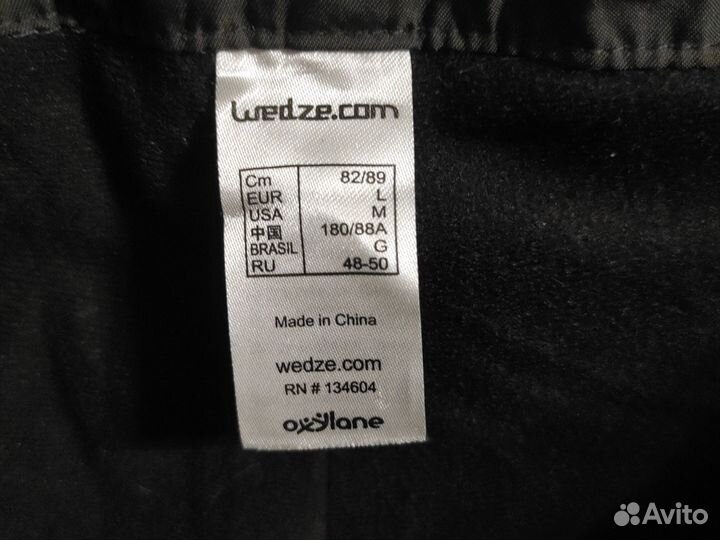 wedze.com
Cm 82/89
EUR L
USA M
中国 180/88A
BRASIL G
RU 48-50
Made in China
wedze.com
RN # 134604
oxylane
Avito